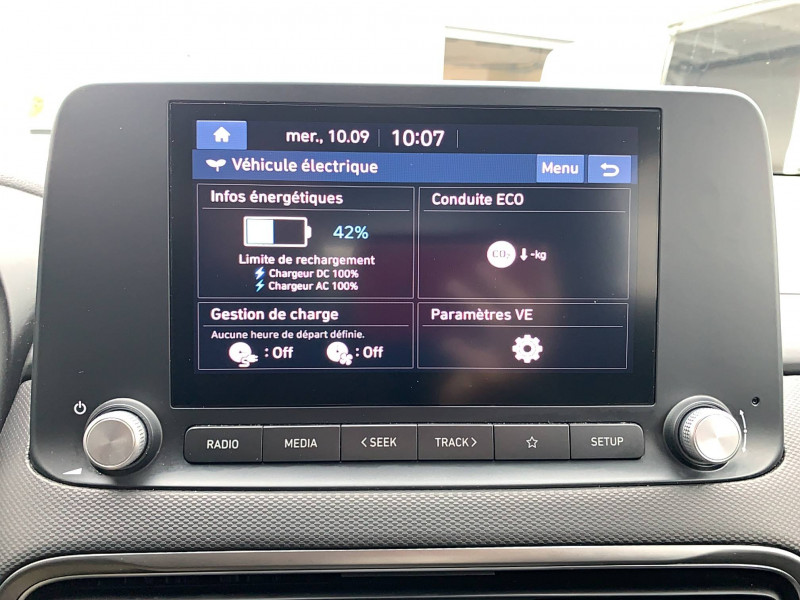 mer., 10.09 10:07
Véhicule électrique Menu
Infos énergétiques
42%
Limite de rechargement
Chargeur DC 100%
Chargeur AC 100%
Conduite ECO
CO₂ -kg
Gestion de charge
Aucune heure de départ définie.
: Off : Off
Paramètres VE
RADIO MEDIA < SEEK TRACK > SETUP